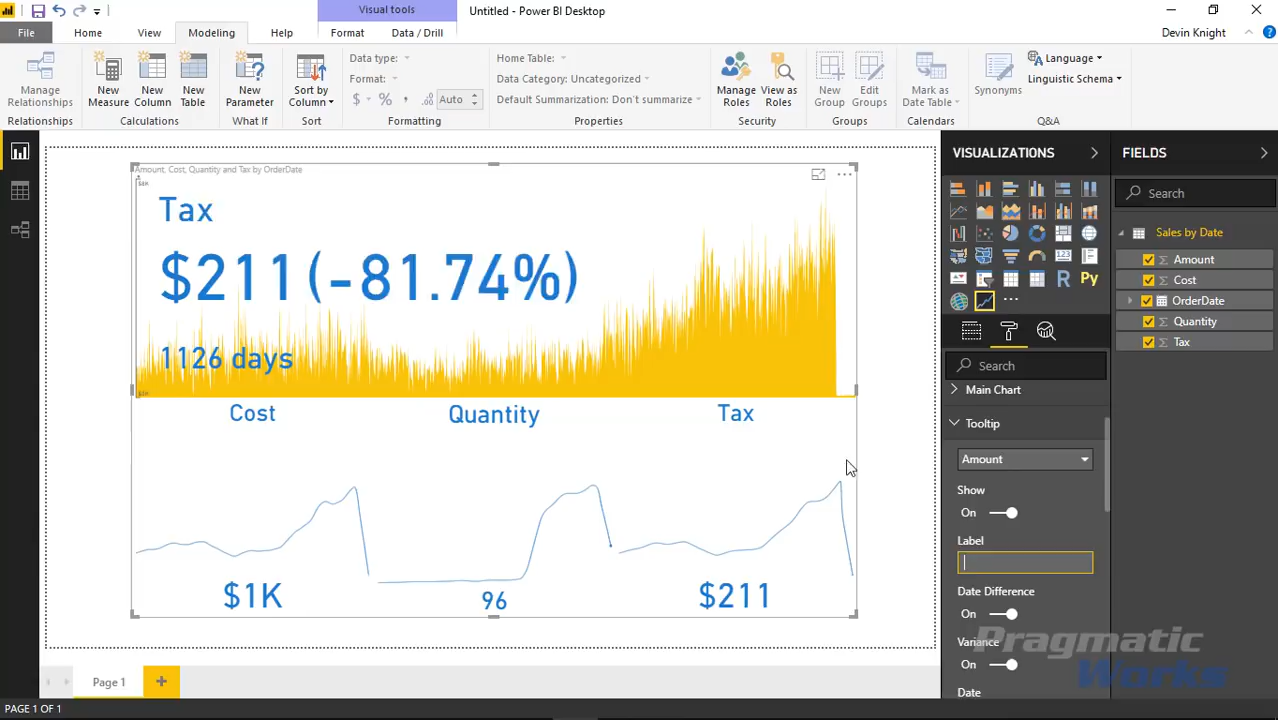 Visual tools
Untitled - Power BI Desktop
File Home View Modeling Help Format Data / Drill
Devin Knight
Manage Relationships
Relationships
New Measure
New Column
New Table
Calculations
New Parameter
What If
Sort by Column
Sort
Data type:
Format:
$ % , .00 Auto
Formatting
Home Table:
Data Category: Uncategorized
Default Summarization: Don't summarize
Properties
Manage Roles
View as Roles
Security
New Group
Edit Groups
Groups
Mark as Date Table
Calendars
Synonyms
Language
Linguistic Schema
Q&A
Amount, Cost, Quantity and Tax by OrderDate
Tax
$211(-81.74%)
1126 days
Cost Quantity Tax
$1K 96 $211
VISUALIZATIONS
R Py
Search
Main Chart
Tooltip
Amount
Show
On
Label
Date Difference
On
Variance
On
Date
FIELDS
Search
Sales by Date
Amount
Cost
OrderDate
Quantity
Tax
Pragmatic
Works
Page 1
PAGE 1 OF 1